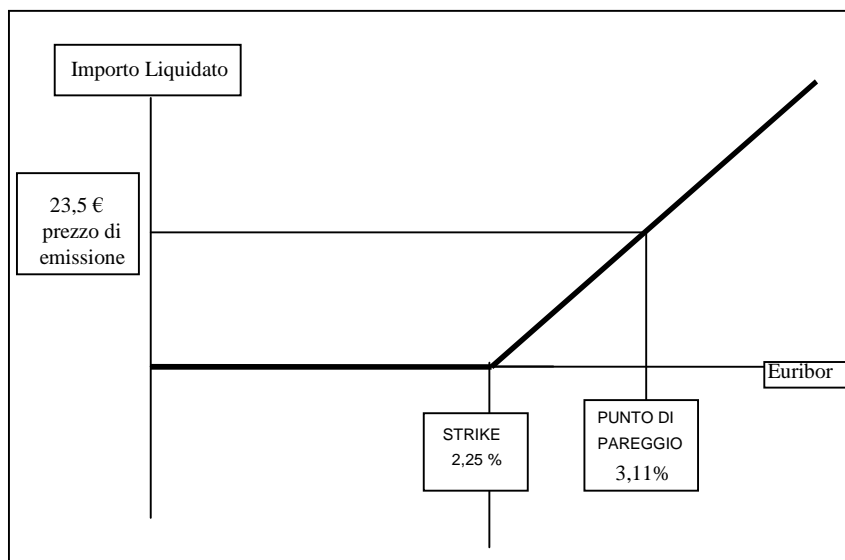 Importo Liquidato
23,5 €
prezzo di
emissione
Euribor
STRIKE
2,25 %
PUNTO DI
PAREGGIO
3,11%